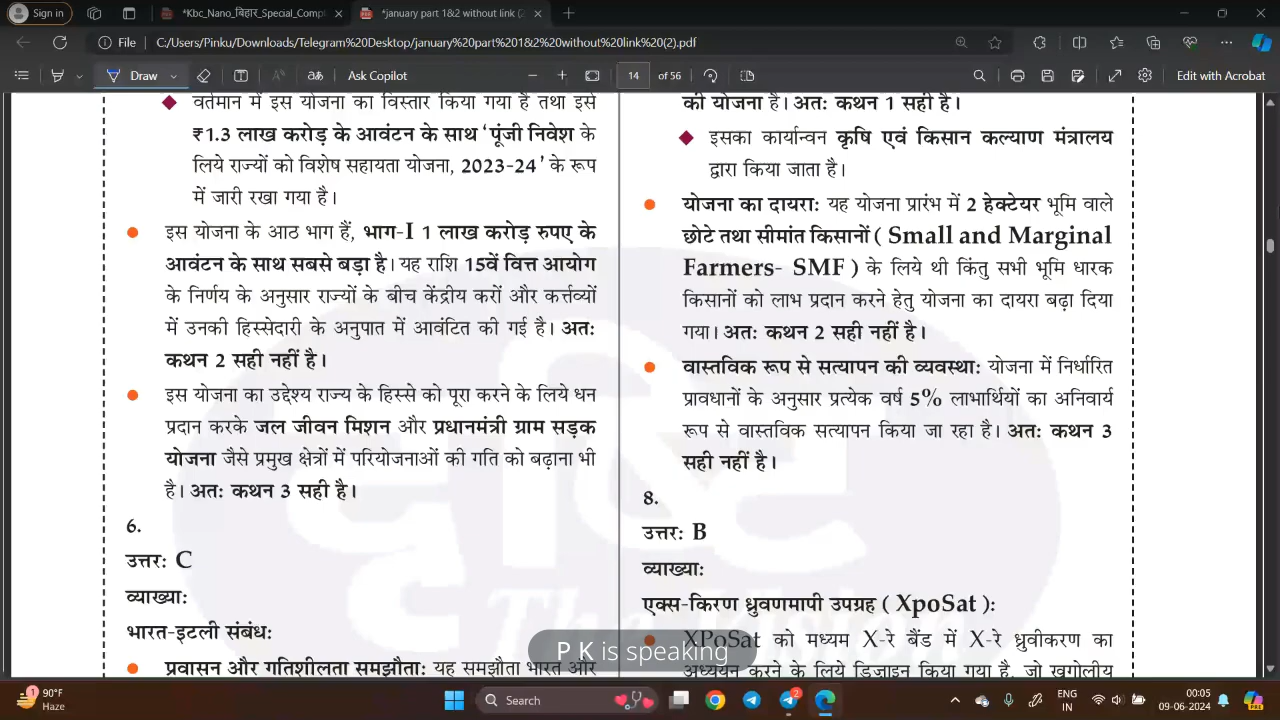 Sign in
*Kbc_Nano_बिहार_Special_Compl
*january part 1&2 without link (2
File
C:/Users/Pinku/Downloads/Telegram%20Desktop/january%20part%201&2%20without%20link%20(2).pdf
Draw
Ask Copilot
14 of 56
Edit with Acrobat
वर्तमान में इस योजना का विस्तार किया गया है तथा इसे
₹1.3 लाख करोड़ के आवंटन के साथ 'पूंजी निवेश के
लिये राज्यों को विशेष सहायता योजना, 2023-24' के रूप
में जारी रखा गया है।
इस योजना के आठ भाग हैं, भाग-I 1 लाख करोड़ रुपए के
आवंटन के साथ सबसे बड़ा है। यह राशि 15वें वित्त आयोग
के निर्णय के अनुसार राज्यों के बीच केंद्रीय करों और कर्त्तव्यों
में उनकी हिस्सेदारी के अनुपात में आवंटित की गई है। अतः
कथन 2 सही नहीं है।
इस योजना का उद्देश्य राज्य के हिस्से को पूरा करने के लिये धन
प्रदान करके जल जीवन मिशन और प्रधानमंत्री ग्राम सड़क
योजना जैसे प्रमुख क्षेत्रों में परियोजनाओं की गति को बढ़ाना भी
है। अतः कथन 3 सही है।
6.
उत्तरः C
व्याख्याः
भारत-इटली संबंधः
प्रवासन और गतिशीलता समझौताः यह समझौता भारत और
की योजना है। अतः कथन 1 सही है।
इसका कार्यान्वन कृषि एवं किसान कल्याण मंत्रालय
द्वारा किया जाता है।
योजना का दायराः यह योजना प्रारंभ में 2 हेक्टेयर भूमि वाले
छोटे तथा सीमांत किसानों (Small and Marginal
Farmers- SMF) के लिये थी किंतु सभी भूमि धारक
किसानों को लाभ प्रदान करने हेतु योजना का दायरा बढ़ा दिया
गया। अतः कथन 2 सही नहीं है।
वास्तविक रूप से सत्यापन की व्यवस्थाः योजना में निर्धारित
प्रावधानों के अनुसार प्रत्येक वर्ष 5% लाभार्थियों का अनिवार्य
रूप से वास्तविक सत्यापन किया जा रहा है। अतः कथन 3
सही नहीं है।
8.
उत्तरः B
व्याख्याः
एक्स-किरण ध्रुवणमापी उपग्रह (XpoSat):
XPoSat को मध्यम X-रे बैंड में X-रे ध्रुवीकरण का
अध्ययन करने के लिये डिज़ाइन किया गया है, जो खगोलीय
P K is speaking
90°F
Haze
Search
ENG
IN
00:05
09-06-2024